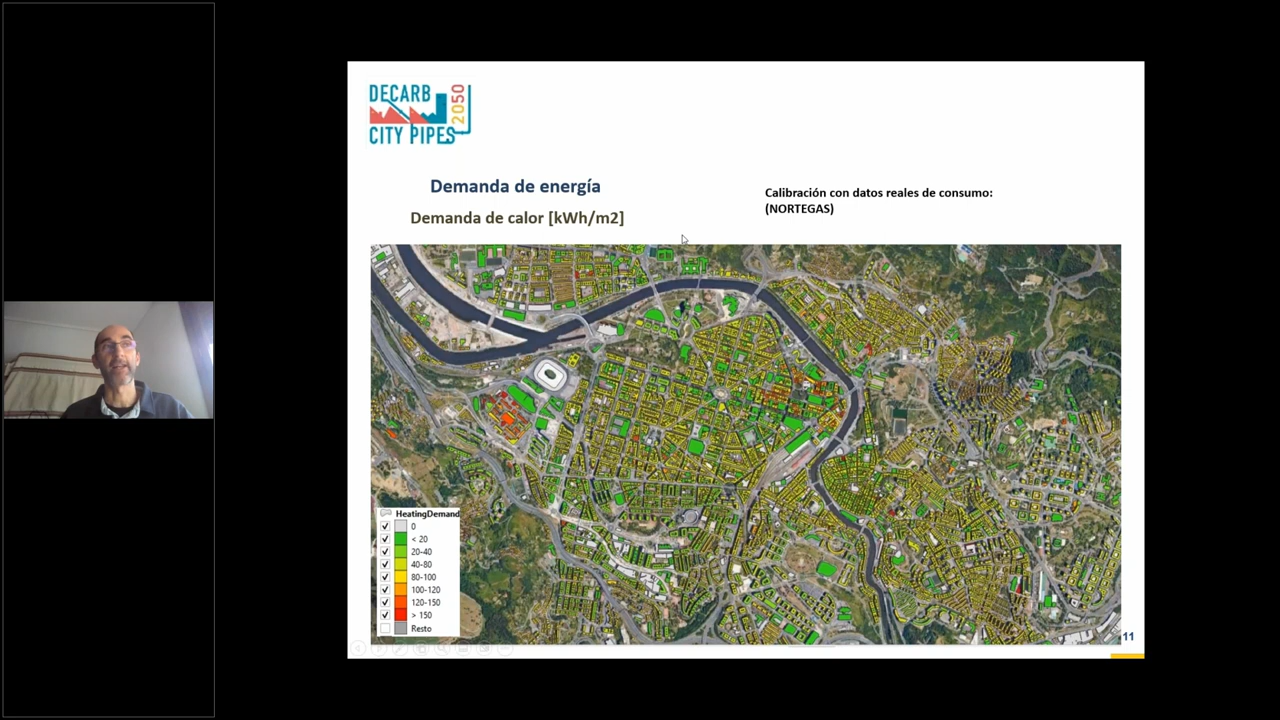 DECARB
CITY PIPES
2050
Demanda de energía
Demanda de calor [kWh/m2]
Calibración con datos reales de consumo:
(NORTEGAS)
HeatingDemand
0
< 20
20-40
40-80
80-100
100-120
120-150
> 150
Resto
11